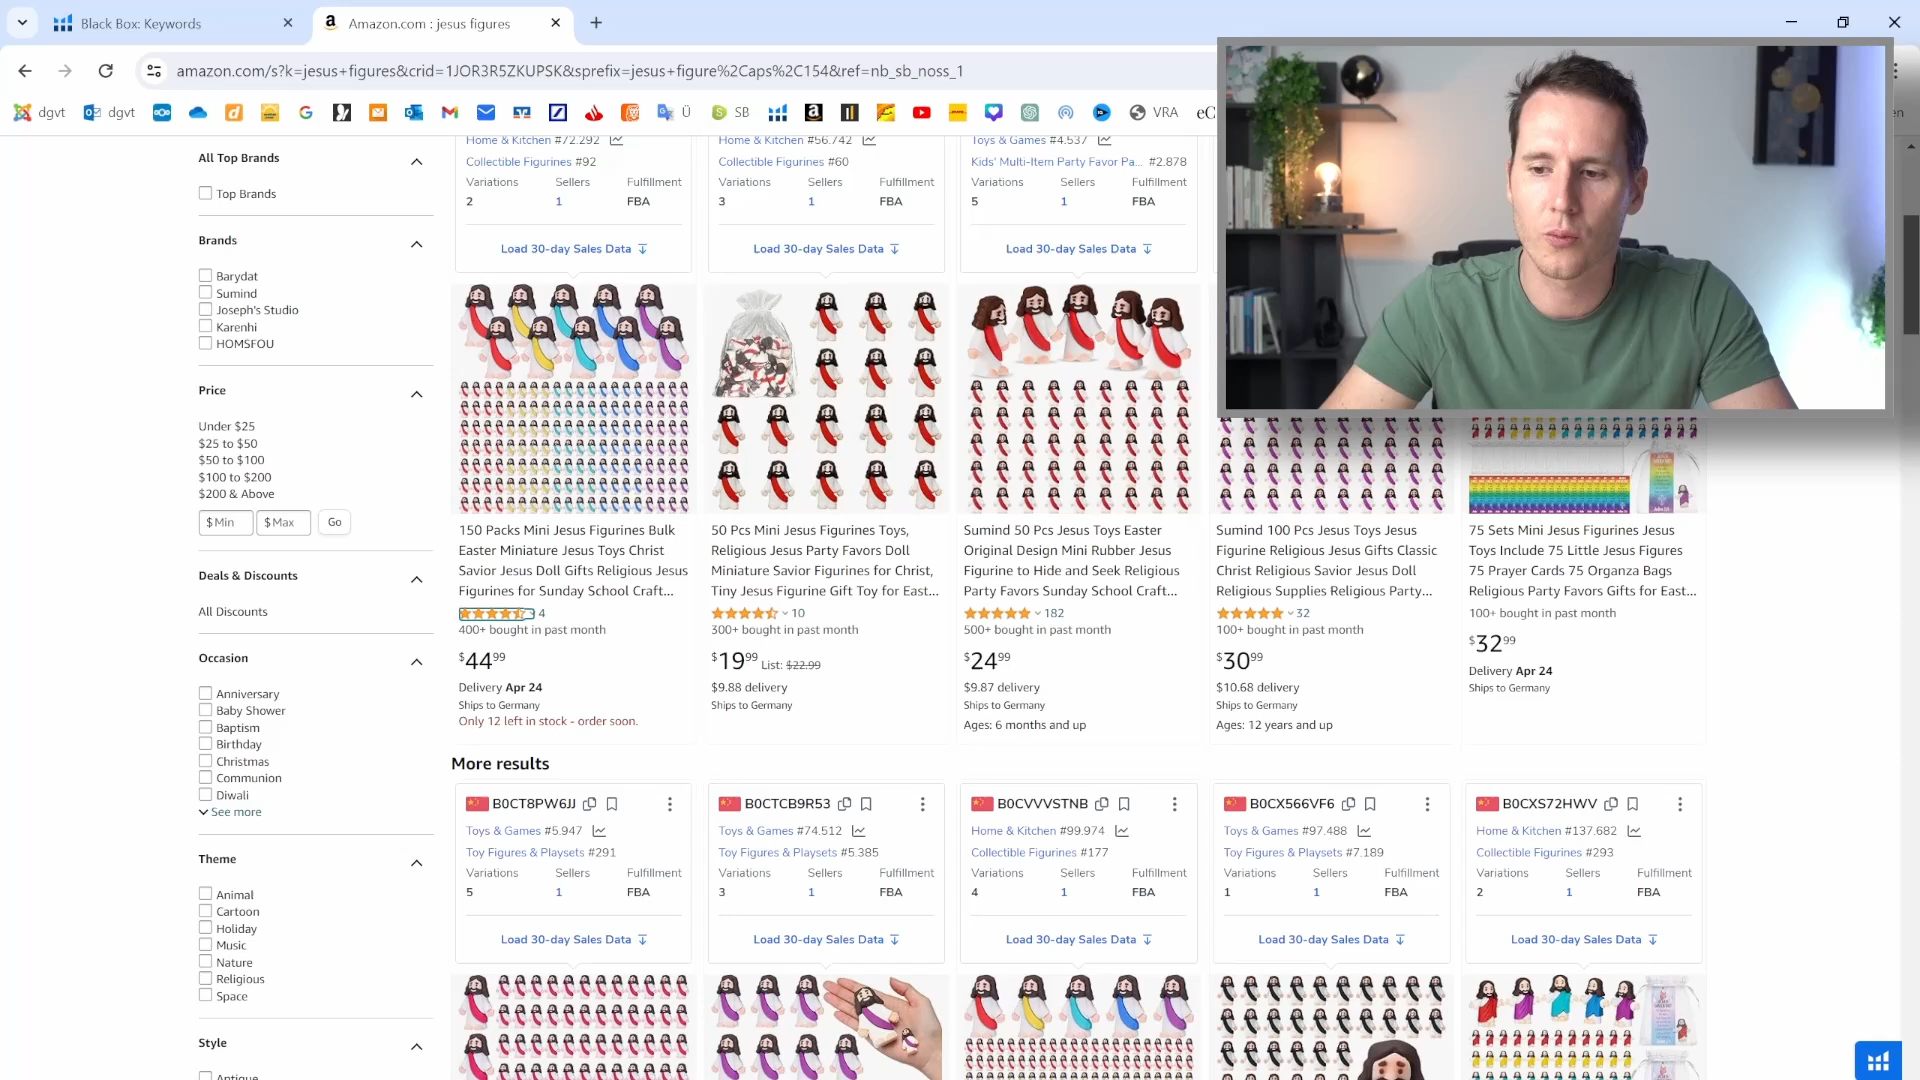 Black Box: Keywords
Amazon.com : jesus figures
amazon.com/s?k=jesus+figures&crid=1JOR3R5ZKUPSK&sprefix=jesus+figure%2Caps%2C154&ref=nb_sb_noss_1
dgvt
dgvt
Ü
SB
VRA
eC
en
All Top Brands
Top Brands
Brands
Barydat
Sumind
Joseph's Studio
Karenhi
HOMSFOU
Price
Under $25
$25 to $50
$50 to $100
$100 to $200
$200 & Above
$ Min
$ Max
Go
Deals & Discounts
All Discounts
Occasion
Anniversary
Baby Shower
Baptism
Birthday
Christmas
Communion
Diwali
See more
Theme
Animal
Cartoon
Holiday
Music
Nature
Religious
Space
Style
Antique
Home & Kitchen #72.292
Collectible Figurines #92
Variations Sellers Fulfillment
2 1 FBA
Load 30-day Sales Data
Home & Kitchen #56.742
Collectible Figurines #60
Variations Sellers Fulfillment
3 1 FBA
Load 30-day Sales Data
Toys & Games #4.537
Kids' Multi-Item Party Favor Pa... #2.878
Variations Sellers Fulfillment
5 1 FBA
Load 30-day Sales Data
150 Packs Mini Jesus Figurines Bulk
Easter Miniature Jesus Toys Christ
Savior Jesus Doll Gifts Religious Jesus
Figurines for Sunday School Craft...
4
400+ bought in past month
$44 99
Delivery Apr 24
Ships to Germany
Only 12 left in stock - order soon.
50 Pcs Mini Jesus Figurines Toys,
Religious Jesus Party Favors Doll
Miniature Savior Figurines for Christ,
Tiny Jesus Figurine Gift Toy for East...
10
300+ bought in past month
$19 99 List: $22.99
$9.88 delivery
Ships to Germany
Sumind 50 Pcs Jesus Toys Easter
Original Design Mini Rubber Jesus
Figurine to Hide and Seek Religious
Party Favors Sunday School Craft...
182
500+ bought in past month
$24 99
$9.87 delivery
Ships to Germany
Ages: 6 months and up
Sumind 100 Pcs Jesus Toys Jesus
Figurine Religious Jesus Gifts Classic
Christ Religious Savior Jesus Doll
Religious Supplies Religious Party...
32
100+ bought in past month
$30 99
$10.68 delivery
Ships to Germany
Ages: 12 years and up
75 Sets Mini Jesus Figurines Jesus
Toys Include 75 Little Jesus Figures
75 Prayer Cards 75 Organza Bags
Religious Party Favors Gifts for East...
100+ bought in past month
$32 99
Delivery Apr 24
Ships to Germany
More results
B0CT8PW6JJ
Toys & Games #5.947
Toy Figures & Playsets #291
Variations Sellers Fulfillment
5 1 FBA
Load 30-day Sales Data
B0CTCB9R53
Toys & Games #74.512
Toy Figures & Playsets #5.385
Variations Sellers Fulfillment
3 1 FBA
Load 30-day Sales Data
B0CVVVSTNB
Home & Kitchen #99.974
Collectible Figurines #177
Variations Sellers Fulfillment
4 1 FBA
Load 30-day Sales Data
B0CX566VF6
Toys & Games #97.488
Toy Figures & Playsets #7.189
Variations Sellers Fulfillment
1 1 FBA
Load 30-day Sales Data
B0CXS72HWV
Home & Kitchen #137.682
Collectible Figurines #293
Variations Sellers Fulfillment
2 1 FBA
Load 30-day Sales Data